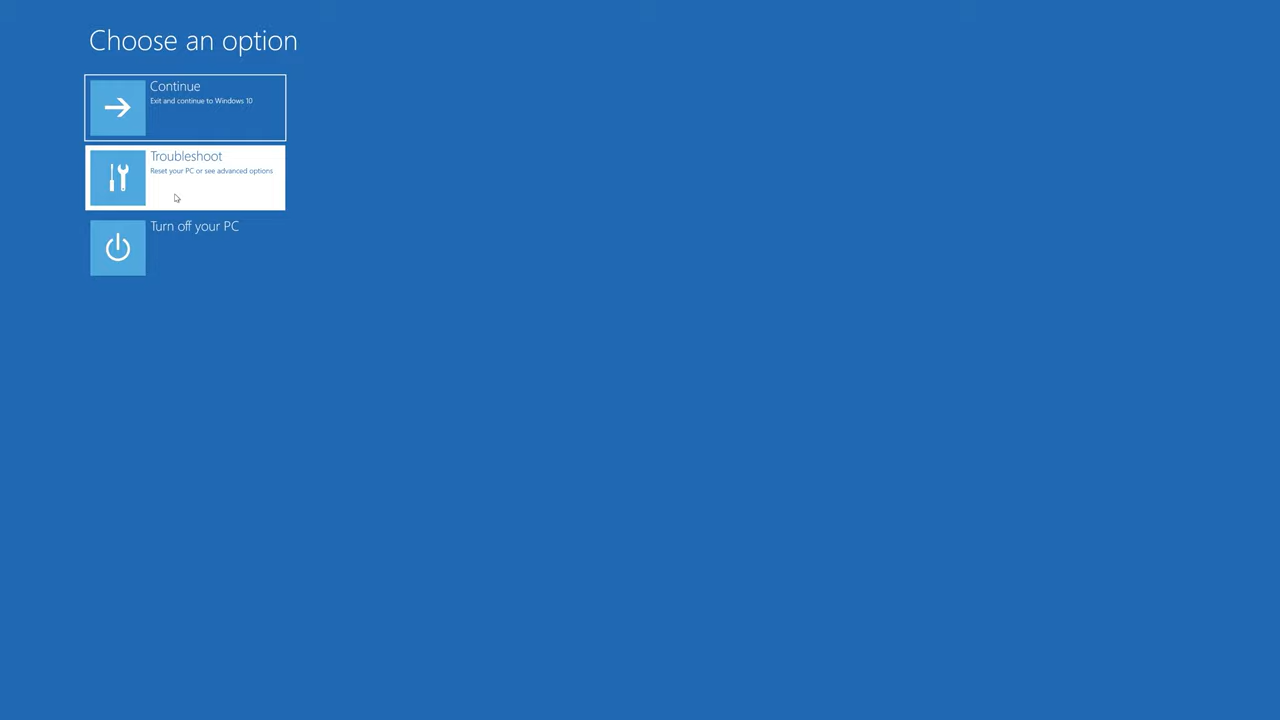 Choose an option
Continue
Exit and continue to Windows 10
Troubleshoot
Reset your PC or see advanced options
Turn off your PC